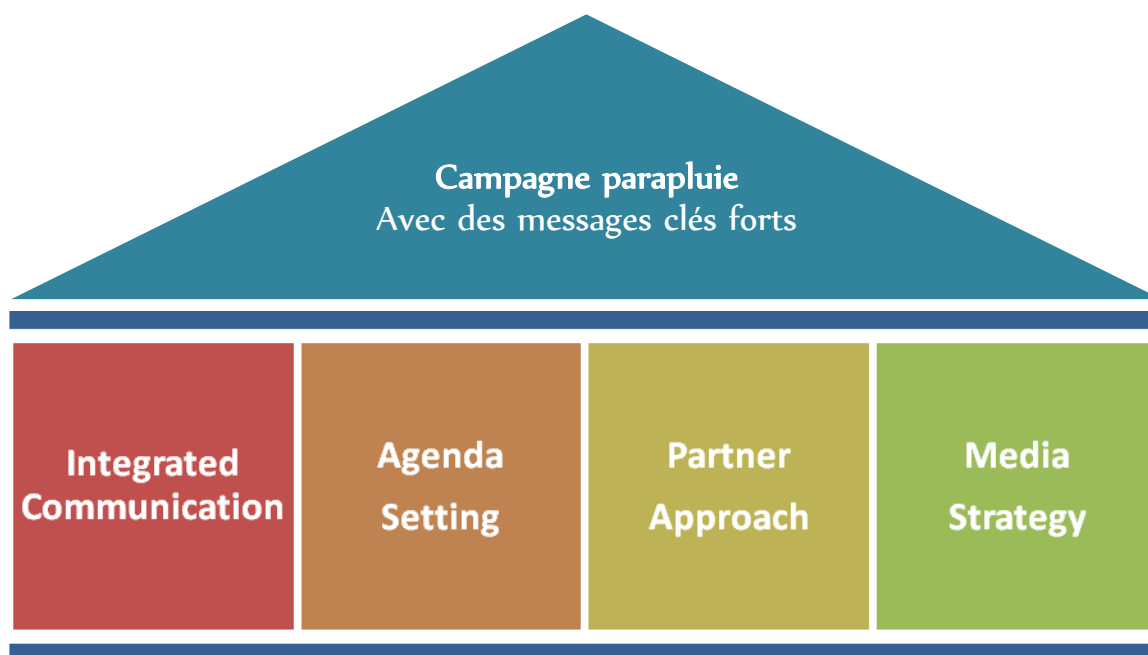 Campagne parapluie
Avec des messages clés forts
Integrated
Communication
Agenda
Setting
Partner
Approach
Media
Strategy